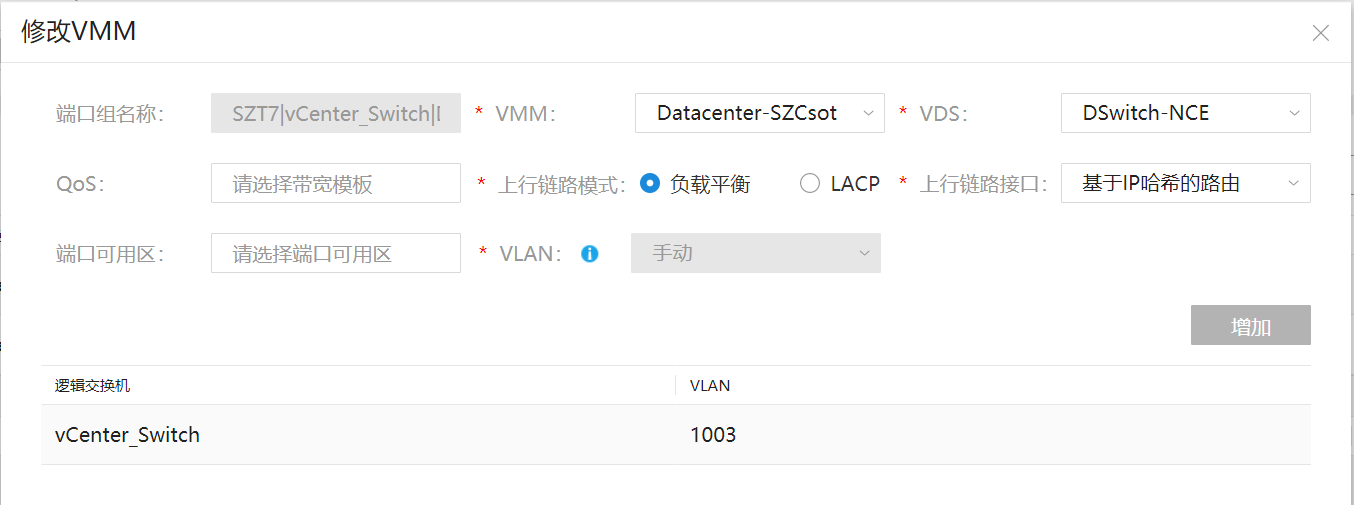 修改VMM
端口组名称: SZT7|vCenter_Switch| * VMM: Datacenter-SZCsot * VDS: DSwitch-NCE
QoS: 请选择带宽模板 * 上行链路模式: 负载平衡 LACP * 上行链路接口: 基于IP哈希的路由
端口可用区: 请选择端口可用区 * VLAN: 手动
增加
逻辑交换机 VLAN
vCenter_Switch 1003